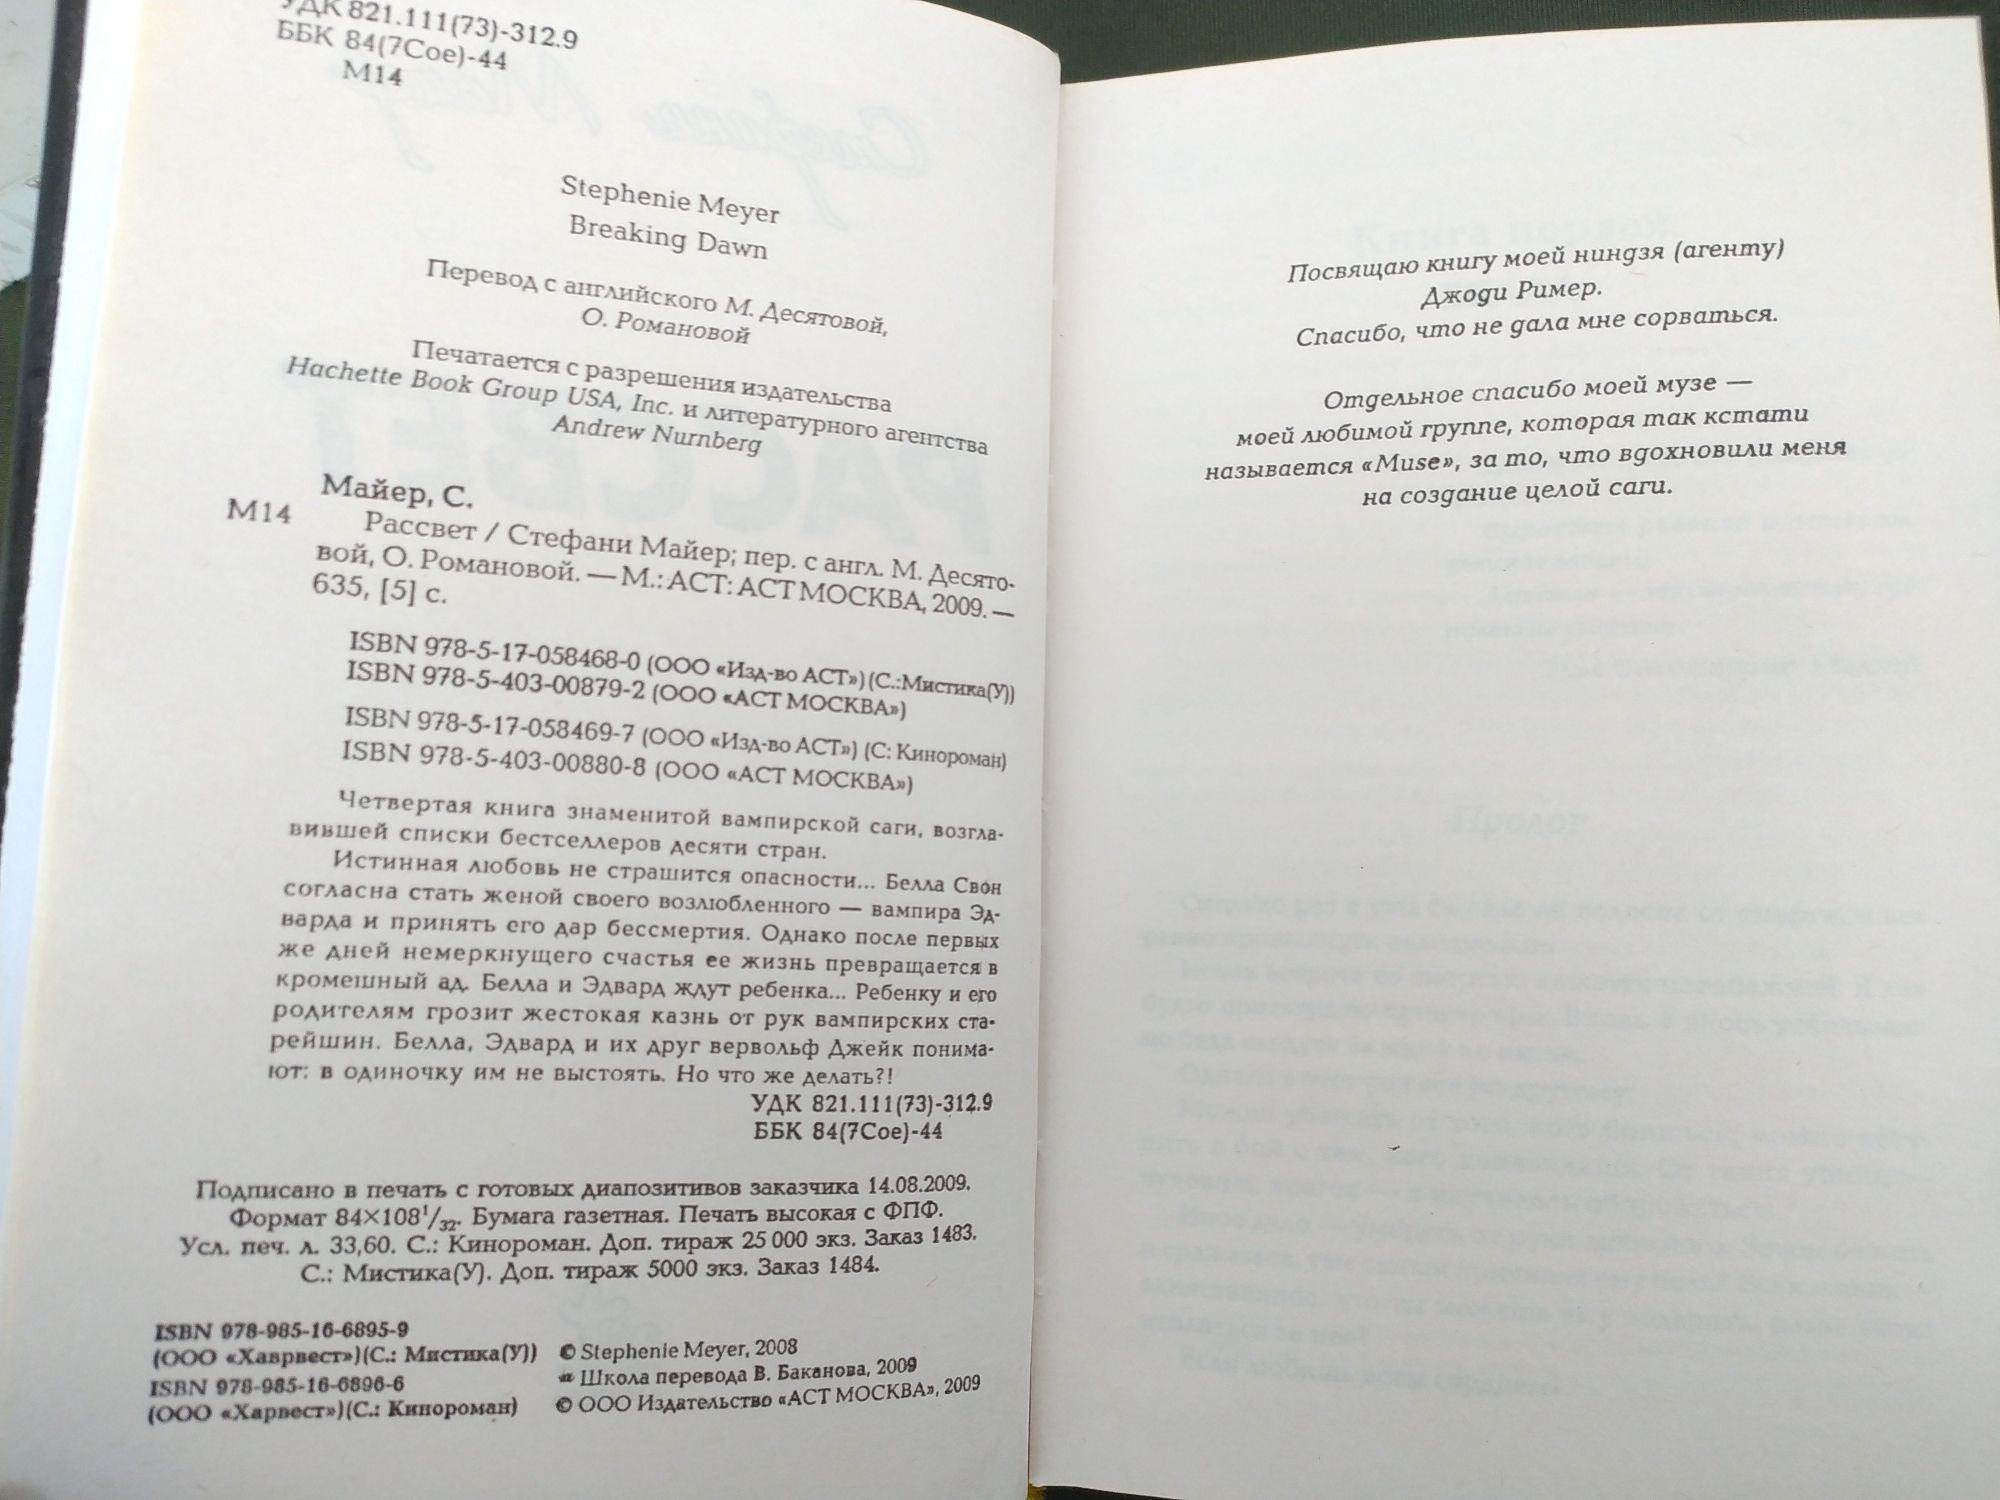 УДК 821.111(73)-312.9
ББК 84(7Сое)-44
М14
Stephenie Meyer
Breaking Dawn
Перевод с английского М. Десятовой,
О. Романовой
Печатается с разрешения издательства
Hachette Book Group USA, Inc. и литературного агентства
Andrew Nurnberg
Майер, С.
М14 Рассвет / Стефани Майер; пер. с англ. М. Десято-
вой, О. Романовой. — М.: АСТ: АСТ МОСКВА, 2009. —
635, [5] с.
ISBN 978-5-17-058468-0 (ООО «Изд-во АСТ») (С.:Мистика(У))
ISBN 978-5-403-00879-2 (ООО «АСТ МОСКВА»)
ISBN 978-5-17-058469-7 (ООО «Изд-во АСТ») (С: Кинороман)
ISBN 978-5-403-00880-8 (ООО «АСТ МОСКВА»)
Четвертая книга знаменитой вампирской саги, возгла-
вившей списки бестселлеров десяти стран.
Истинная любовь не страшится опасности... Белла Свон
согласна стать женой своего возлюбленного — вампира Эд-
варда и принять его дар бессмертия. Однако после первых
же дней немеркнущего счастья ее жизнь превращается в
кромешный ад. Белла и Эдвард ждут ребенка... Ребенку и его
родителям грозит жестокая казнь от рук вампирских ста-
рейшин. Белла, Эдвард и их друг вервольф Джейк понима-
ют: в одиночку им не выстоять. Но что же делать?!
УДК 821.111(73)-312.9
ББК 84(7Сое)-44
Подписано в печать с готовых диапозитивов заказчика 14.08.2009.
Формат 84×108¹/₃₂. Бумага газетная. Печать высокая с ФПФ.
Усл. печ. л. 33,60. С.: Кинороман. Доп. тираж 25 000 экз. Заказ 1483.
С.: Мистика(У). Доп. тираж 5000 экз. Заказ 1484.
ISBN 978-985-16-6895-9
(ООО «Хаврвест»)(С.: Мистика(У))
ISBN 978-985-16-6896-6
(ООО «Харвест»)(С.: Кинороман)
© Stephenie Meyer, 2008
Школа перевода В. Баканова, 2009
© ООО Издательство «АСТ МОСКВА», 2009
Посвящаю книгу моей ниндзя (агенту)
Джоди Ример.
Спасибо, что не дала мне сорваться.
Отдельное спасибо моей музе —
моей любимой группе, которая так кстати
называется «Muse», за то, что вдохновили меня
на создание целой саги.